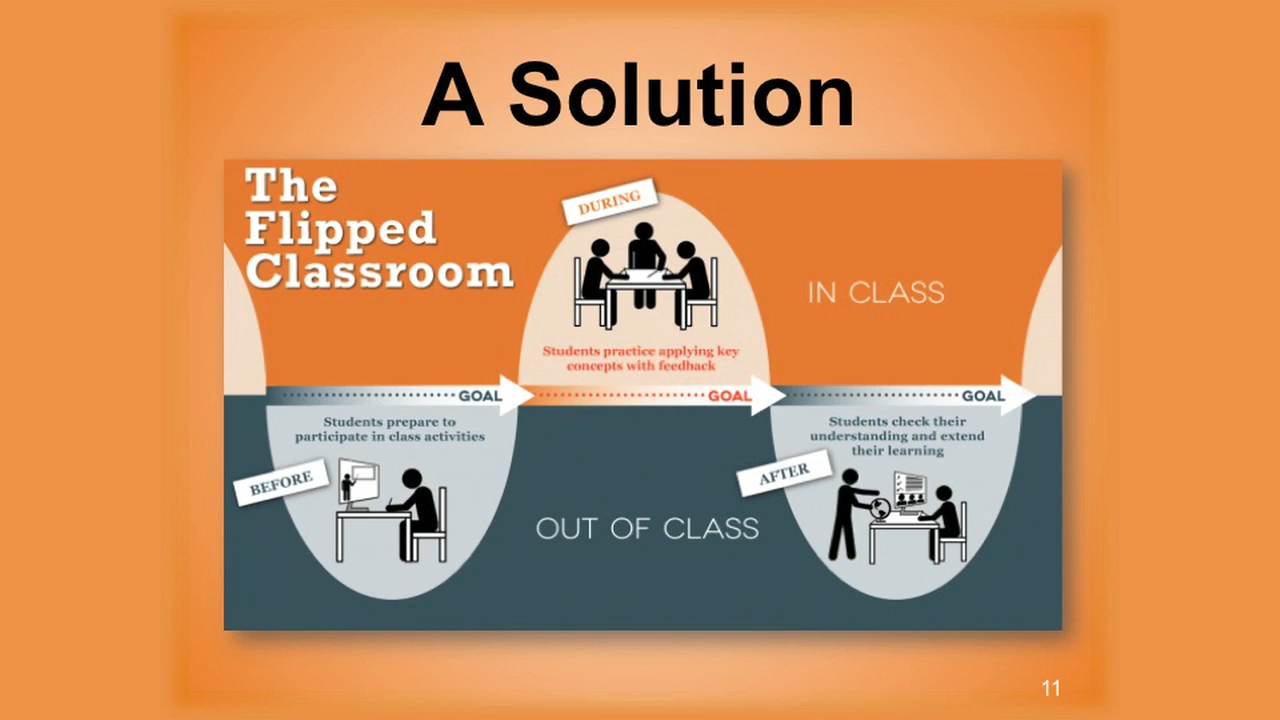 A Solution
The
Flipped
Classroom
DURING
IN CLASS
Students practice applying key
concepts with feedback
GOAL
GOAL
GOAL
Students prepare to
participate in class activities
BEFORE
Students check their
understanding and extend
their learning
AFTER
OUT OF CLASS
11